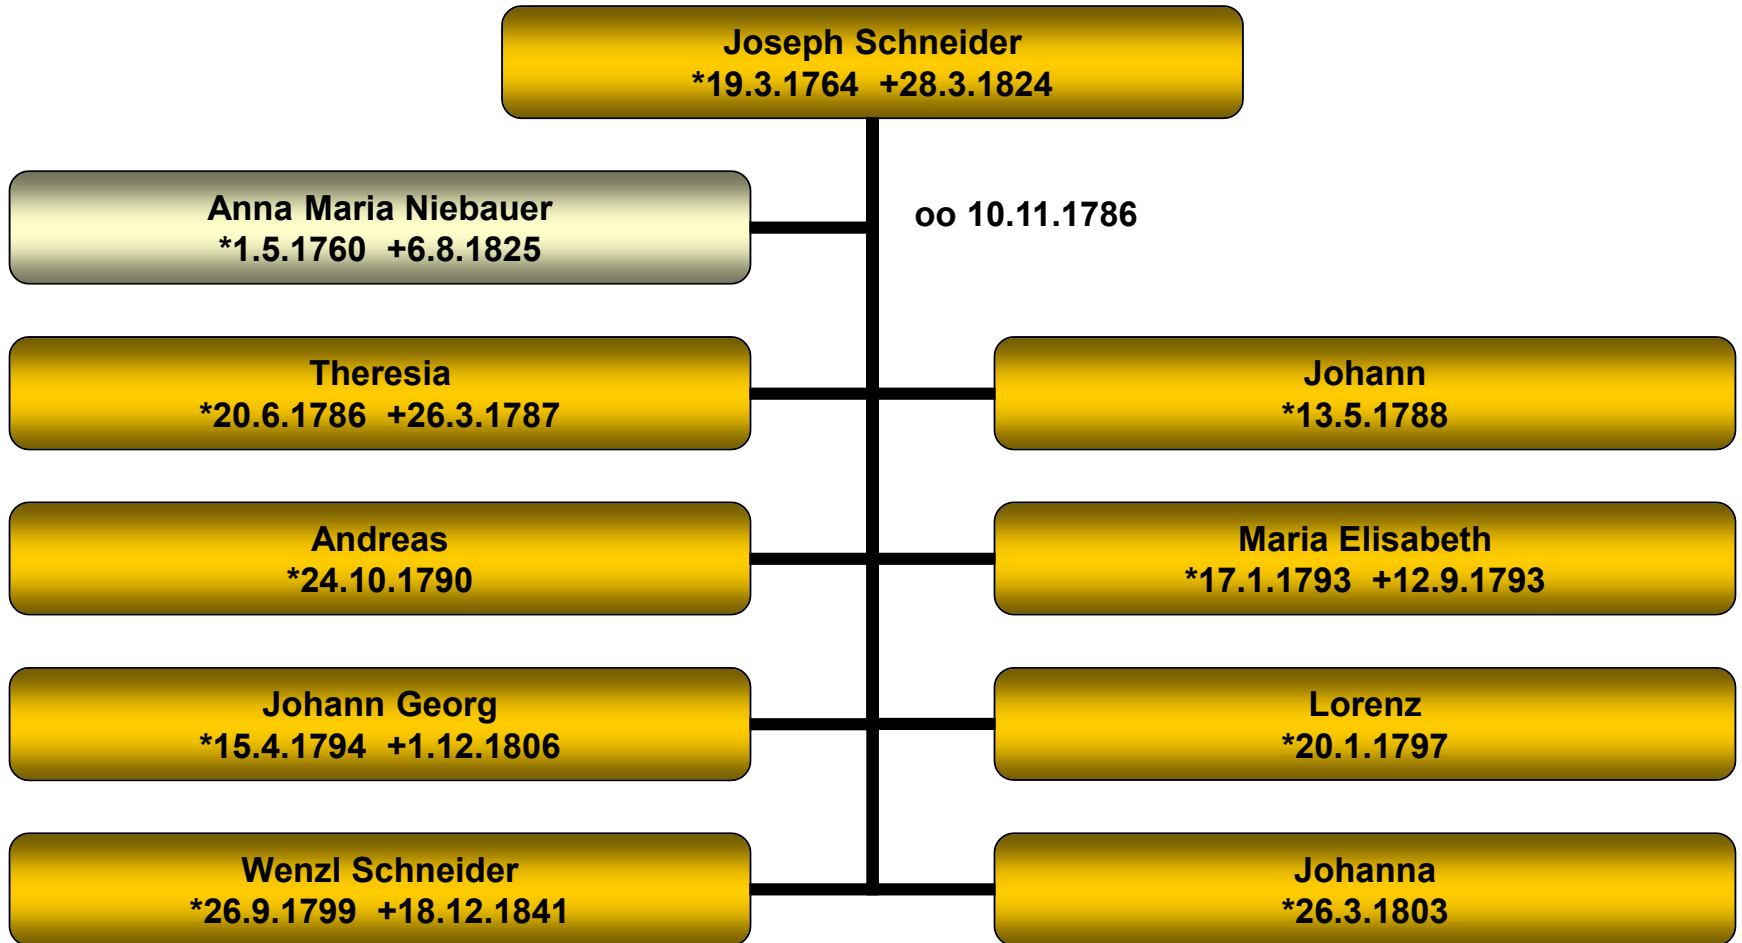 Joseph Schneider
*19.3.1764 +28.3.1824
Anna Maria Niebauer
*1.5.1760 +6.8.1825
oo 10.11.1786
Theresia
*20.6.1786 +26.3.1787
Johann
*13.5.1788
Andreas
*24.10.1790
Maria Elisabeth
*17.1.1793 +12.9.1793
Johann Georg
*15.4.1794 +1.12.1806
Lorenz
*20.1.1797
Wenzl Schneider
*26.9.1799 +18.12.1841
Johanna
*26.3.1803